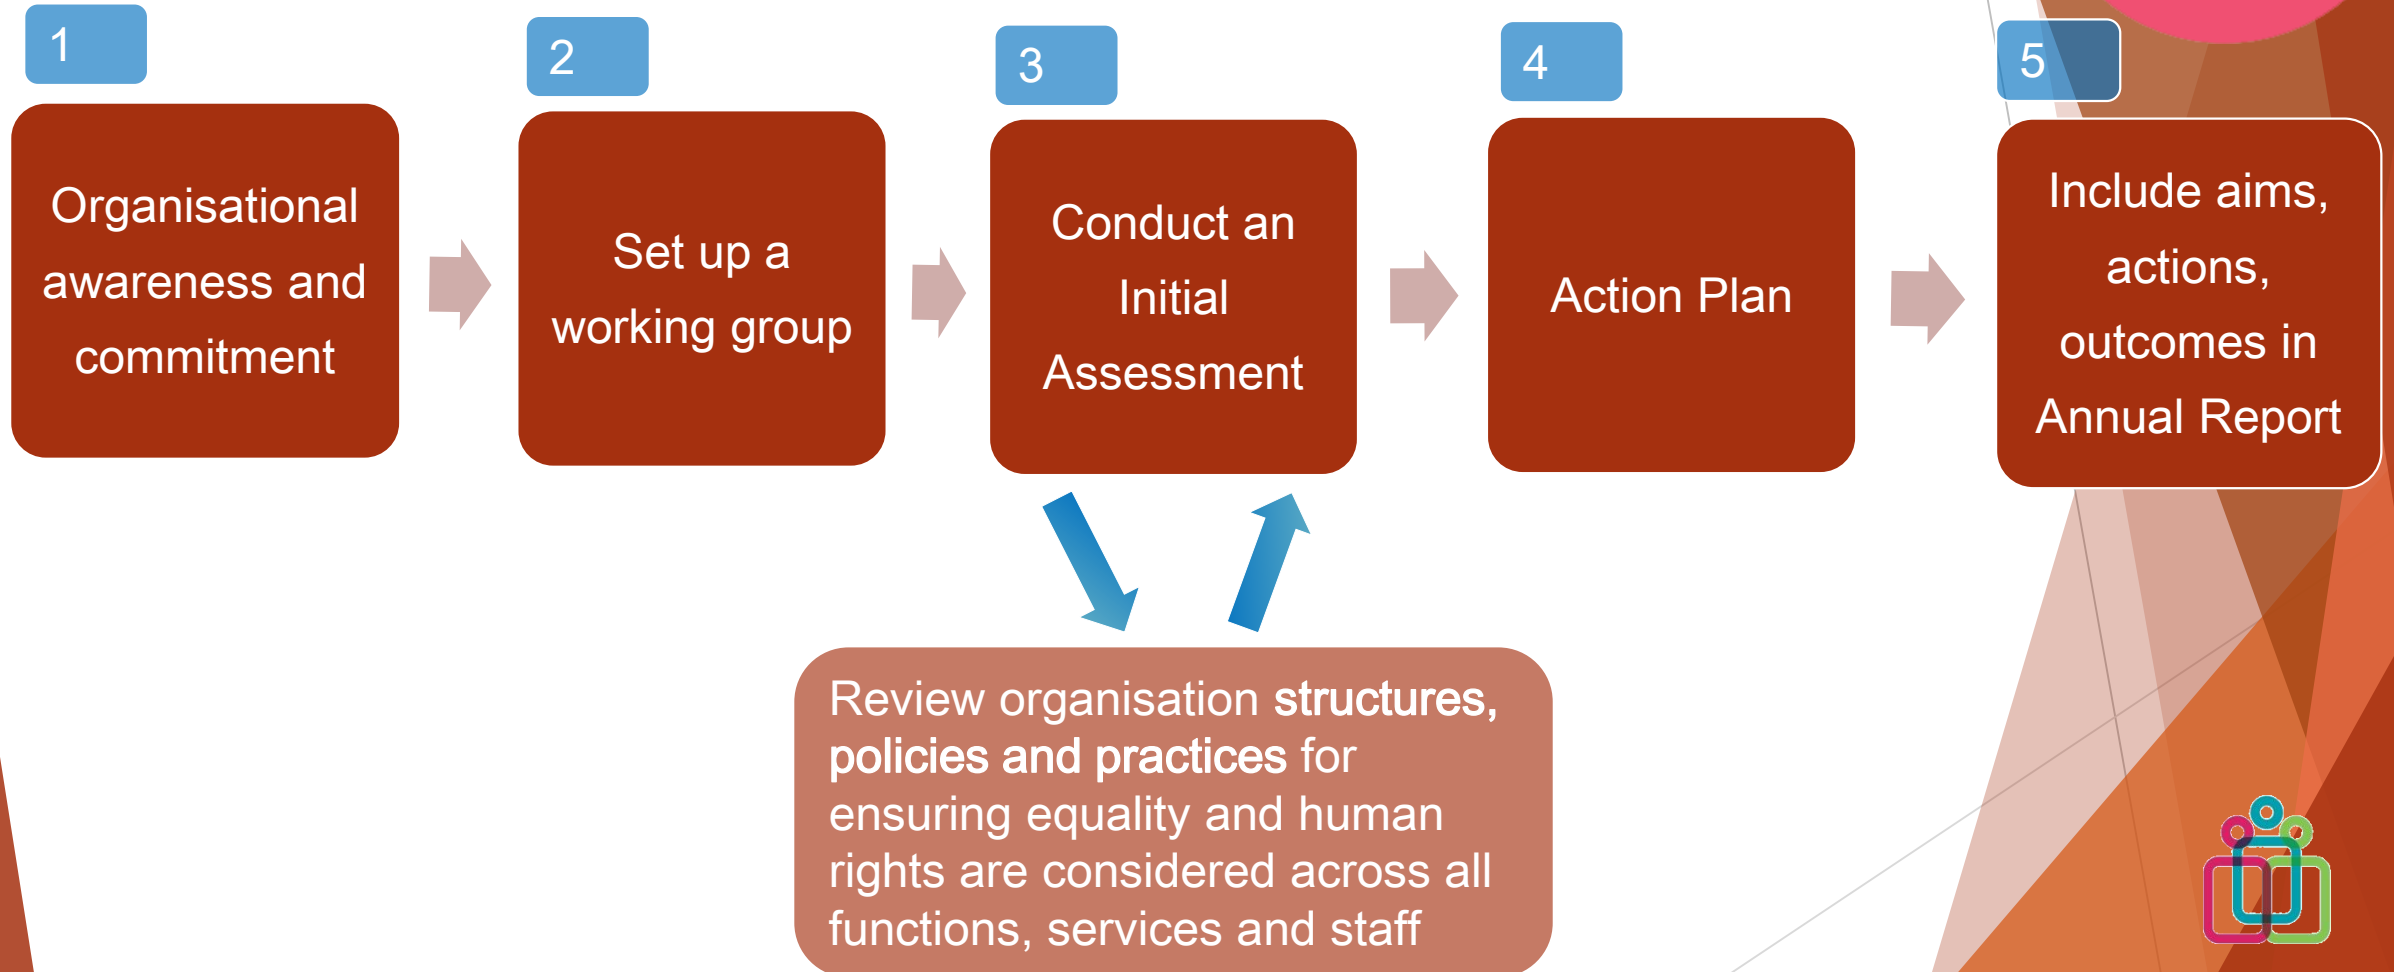 1
Organisational
awareness and
commitment
2
Set up a
working group
3
Conduct an
Initial
Assessment
4
Action Plan
5
Include aims,
actions,
outcomes in
Annual Report
Review organisation structures,
policies and practices for
ensuring equality and human
rights are considered across all
functions, services and staff